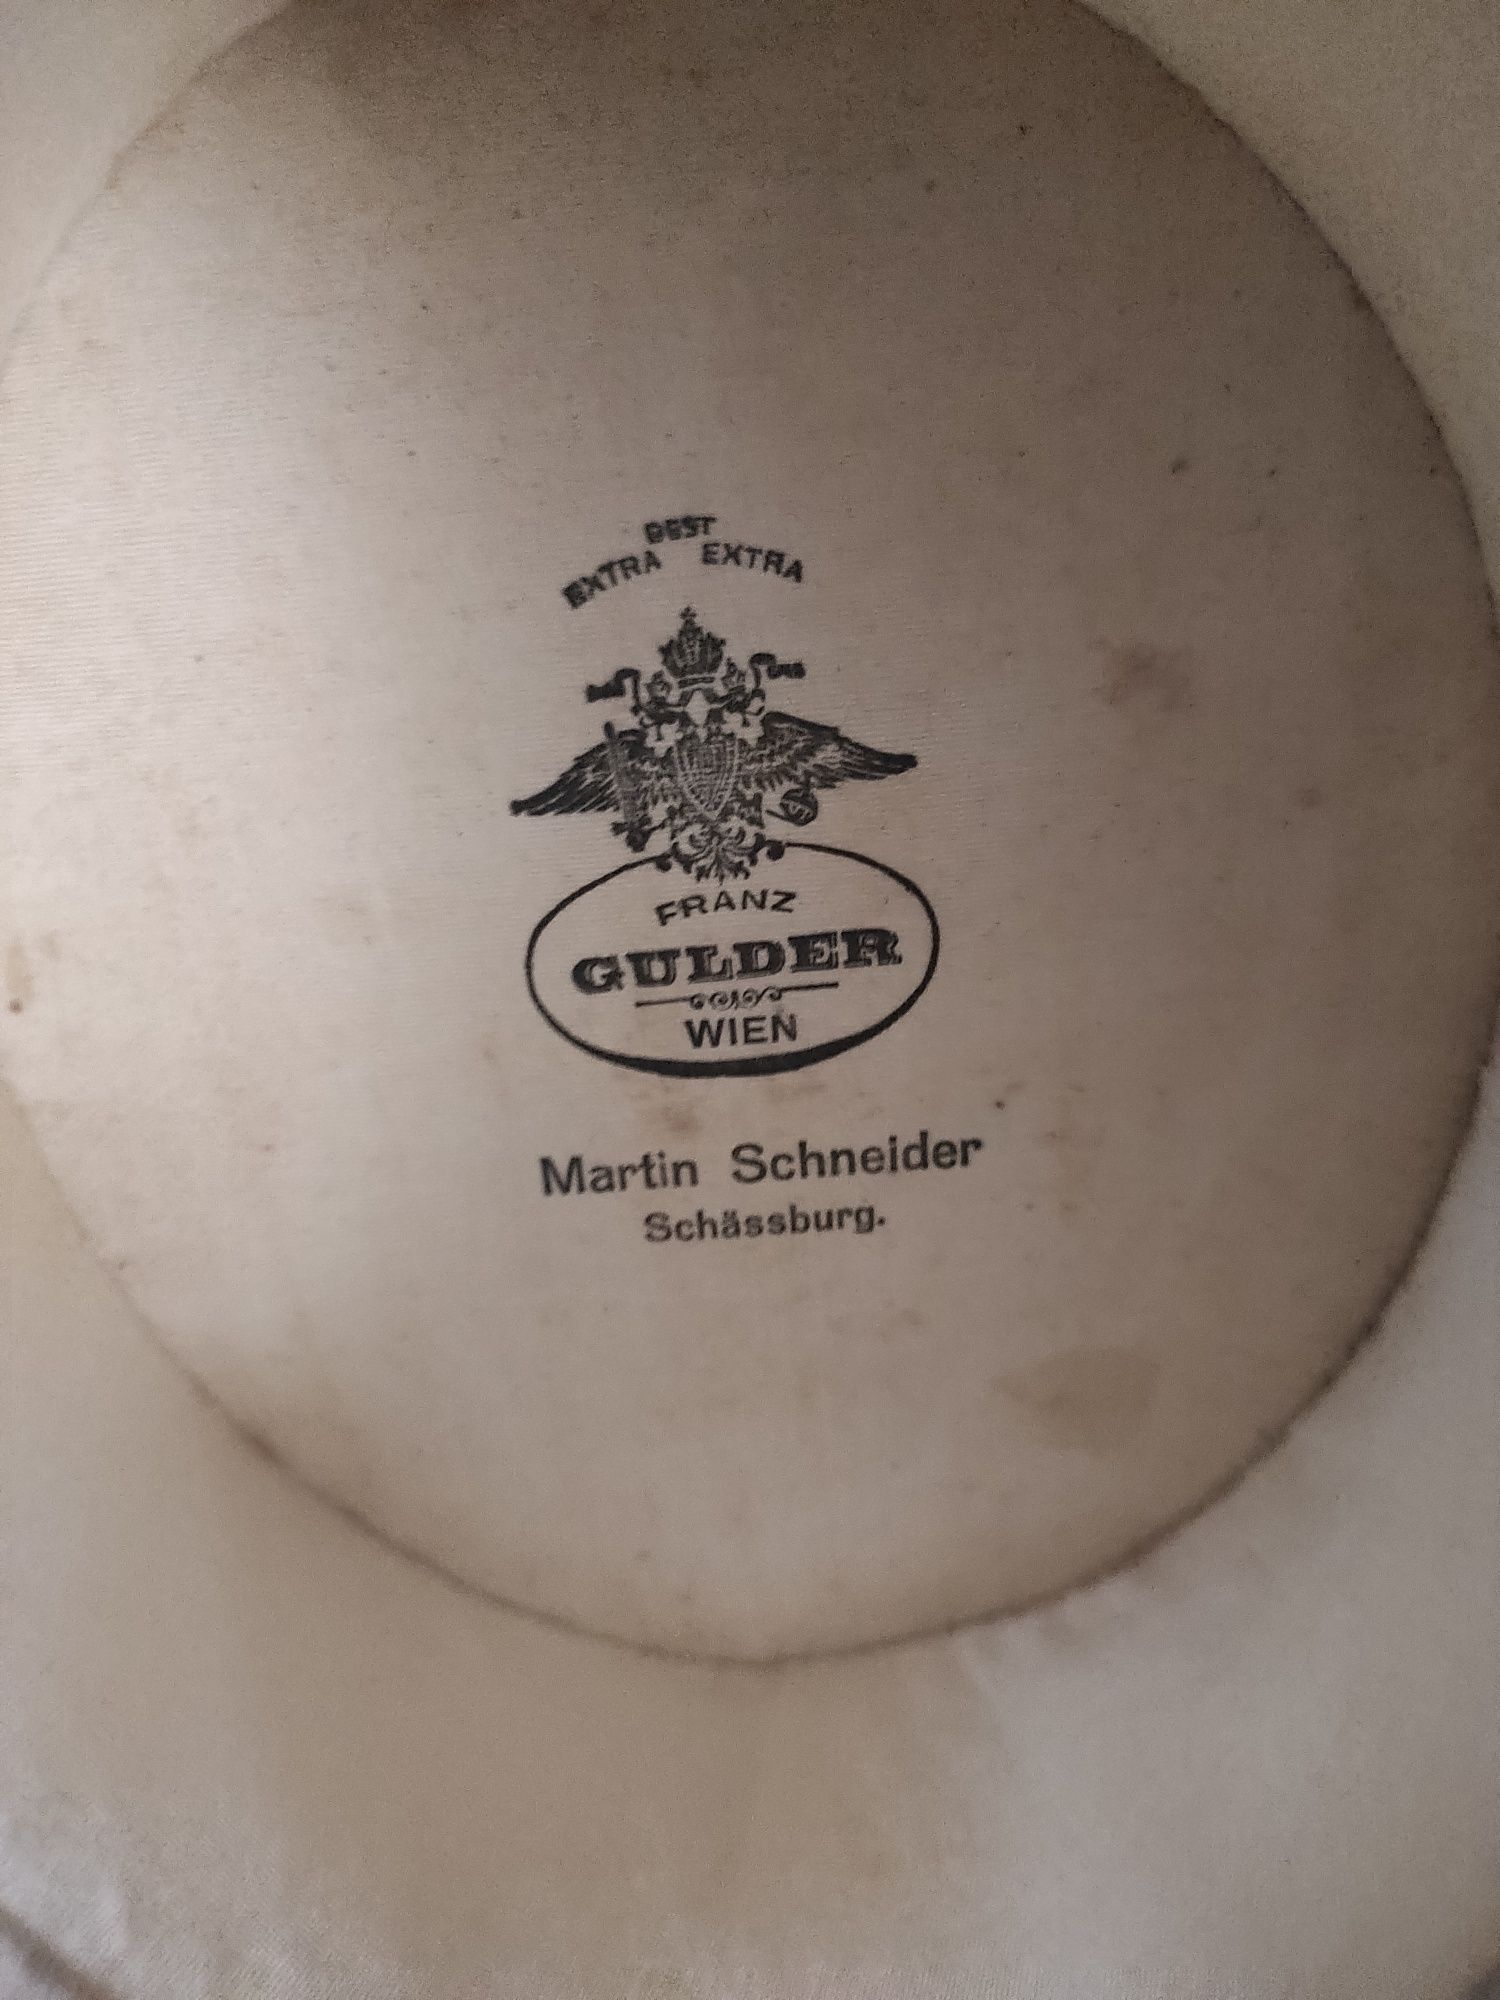 BEST
EXTRA EXTRA
FRANZ
GULDER
WIEN
Martin Schneider
Schässburg.